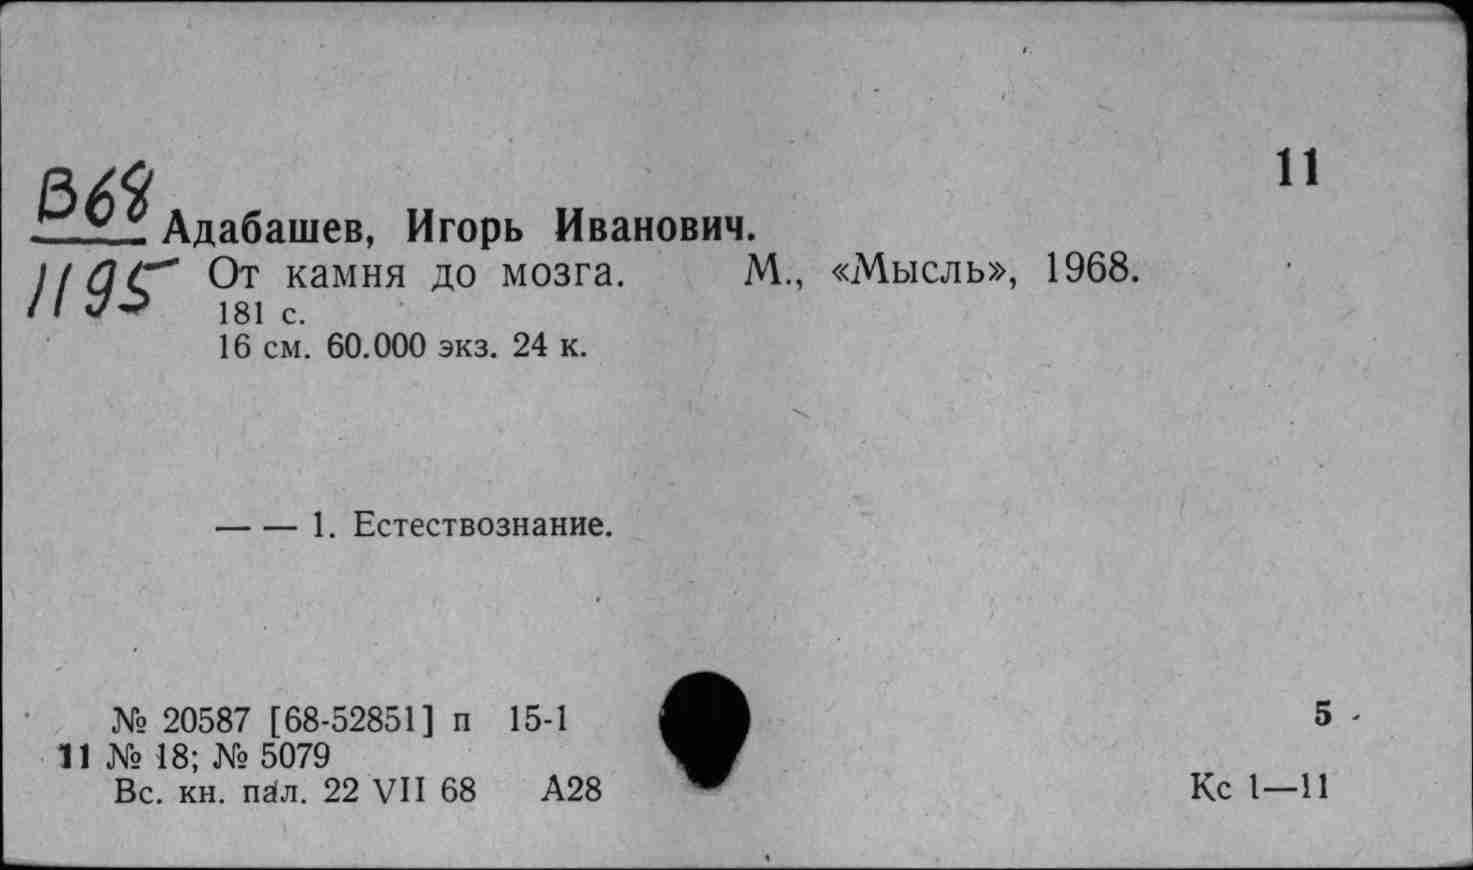 11
В68
Адабашев, Игорь Иванович.
1195
От камня до мозга. М., «Мысль», 1968.
181 с.
16 см. 60.000 экз. 24 к.
— — 1. Естествознание.
№ 20587 [68-52851] п 15-1
5
11 № 18; № 5079
Вс. кн. пал. 22 VII 68 А28
Кс 1—11